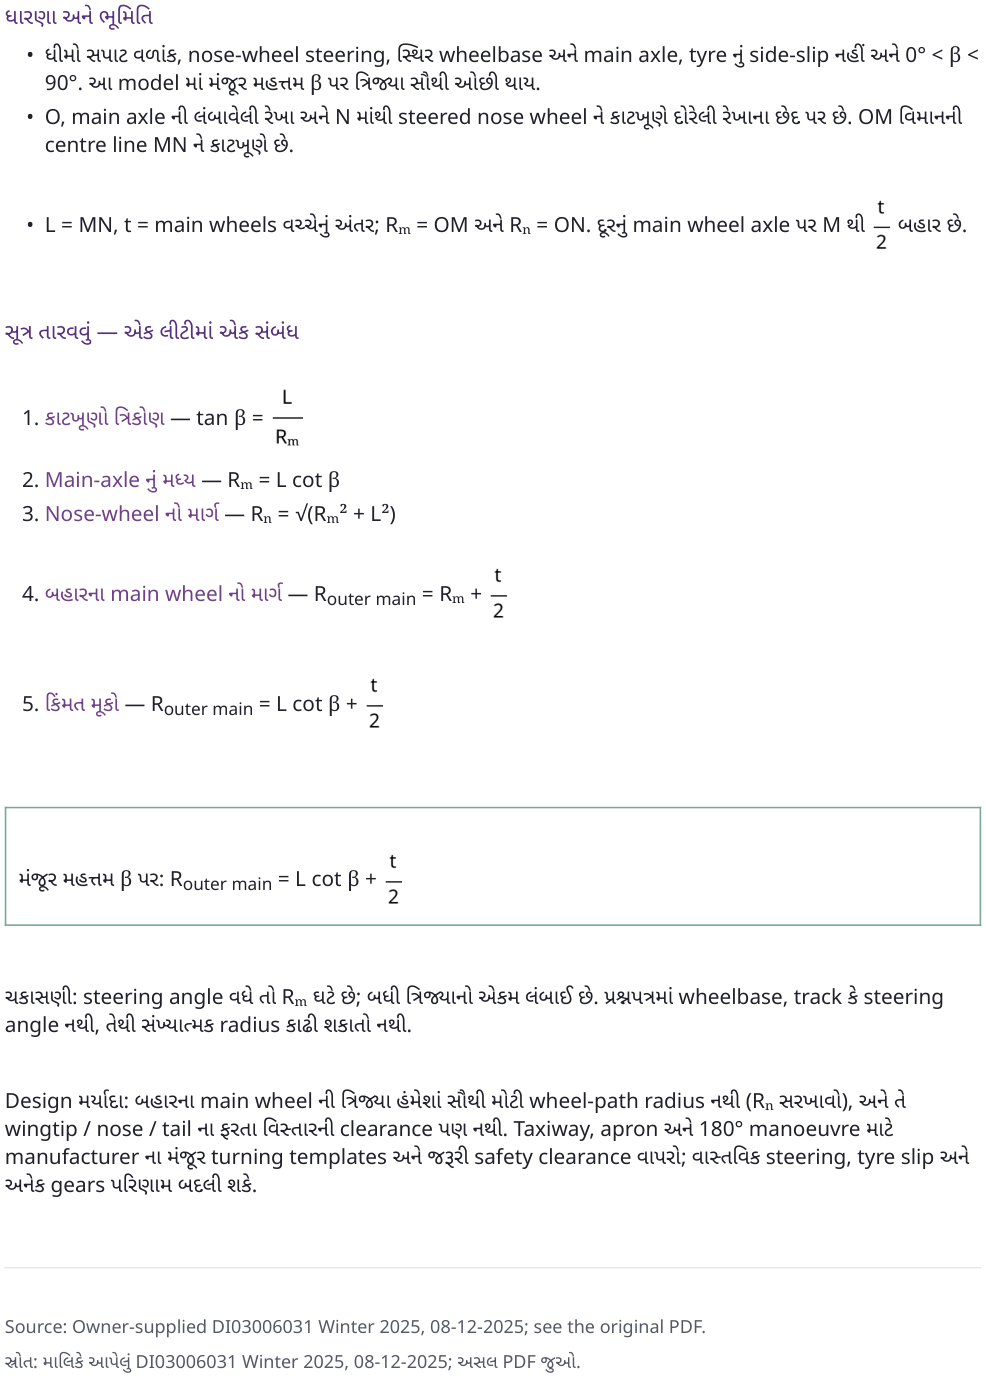 ધારણા અને ભૂમિતિ
• ધીમો સપાટ વળાંક, nose-wheel steering, સ્થિર wheelbase અને main axle, tyre નું side-slip નહીં અને 0° < β <
90°. આ model માં મંજૂર મહત્તમ β પર ત્રિજ્યા સૌથી ઓછી થાય.
• O, main axle ની લંબાવેલી રેખા અને N માંથી steered nose wheel ને કાટખૂણે દોરેલી રેખાના છેદ પર છે. OM વિમાનની
centre line MN ને કાટખૂણે છે.
• L = MN, t = main wheels વચ્ચેનું અંતર; Rₘ = OM અને Rₙ = ON. દૂરનું main wheel axle પર M થી t/2 બહાર છે.
સૂત્ર તારવવું — એક લીટીમાં એક સંબંધ
1. કાટખૂણો ત્રિકોણ — tan β = L/Rₘ
2. Main-axle નું મધ્ય — Rₘ = L cot β
3. Nose-wheel નો માર્ગ — Rₙ = √(Rₘ² + L²)
4. બહારના main wheel નો માર્ગ — R_outer main = Rₘ + t/2
5. કિંમત મૂકો — R_outer main = L cot β + t/2
મંજૂર મહત્તમ β પર: R_outer main = L cot β + t/2
ચકાસણી: steering angle વધે તો Rₘ ઘટે છે; બધી ત્રિજ્યાનો એકમ લંબાઈ છે. પ્રશ્નપત્રમાં wheelbase, track કે steering
angle નથી, તેથી સંખ્યાત્મક radius કાઢી શકાતો નથી.
Design મર્યાદા: બહારના main wheel ની ત્રિજ્યા હંમેશાં સૌથી મોટી wheel-path radius નથી (Rₙ સરખાવો), અને તે
wingtip / nose / tail ના ફરતા વિસ્તારની clearance પણ નથી. Taxiway, apron અને 180° manoeuvre માટે
manufacturer ના મંજૂર turning templates અને જરૂરી safety clearance વાપરો; વાસ્તવિક steering, tyre slip અને
અનેક gears પરિણામ બદલી શકે.
Source: Owner-supplied DI03006031 Winter 2025, 08-12-2025; see the original PDF.
સ્રોત: માલિકે આપેલું DI03006031 Winter 2025, 08-12-2025; અસલ PDF જુઓ.